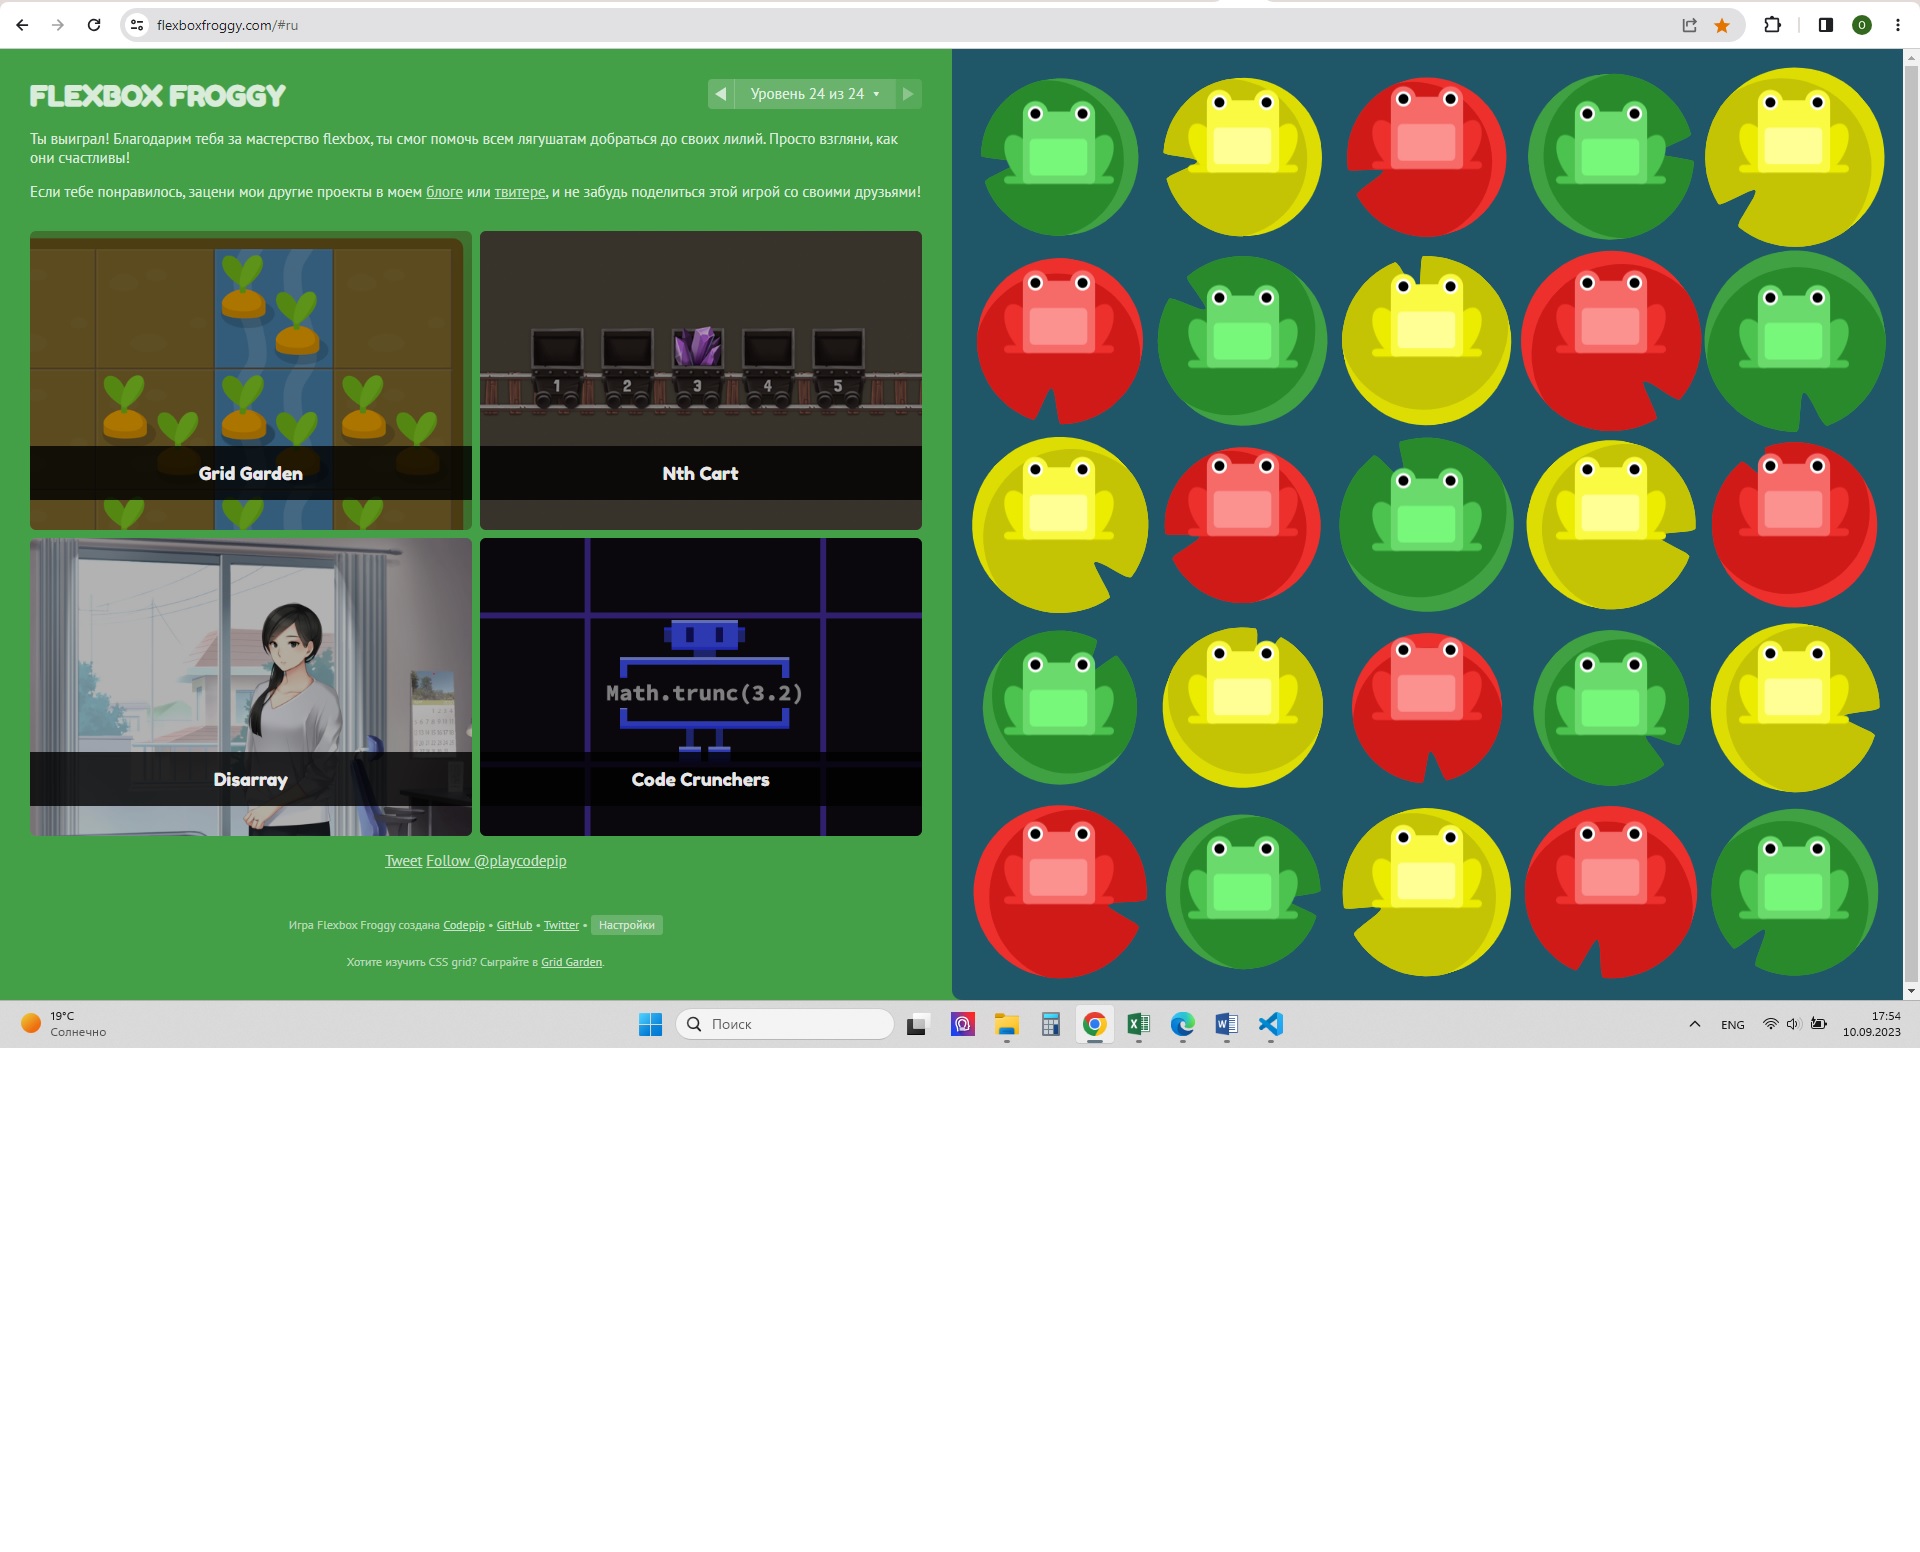 flexboxfroggy.com/#ru
O
FLEXBOX FROGGY
Уровень 24 из 24
Ты выиграл! Благодарим тебя за мастерство flexbox, ты смог помочь всем лягушатам добраться до своих лилий. Просто взгляни, как
они счастливы!
Если тебе понравилось, зацени мои другие проекты в моем блоге или твитере, и не забудь поделиться этой игрой со своими друзьями!
1 2 3 4 5
Grid Garden
Nth Cart
Math.trunc(3.2)
Disarray
Code Crunchers
Tweet Follow @playcodepip
Игра Flexbox Froggy создана Codepip • GitHub • Twitter • Настройки
Хотите изучить CSS grid? Сыграйте в Grid Garden.
19°C
Солнечно
Поиск
ENG
17:54
10.09.2023